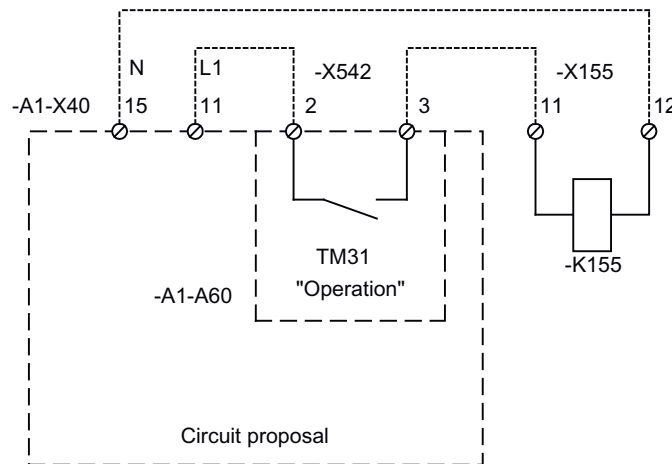 N
L1
-X542
-X155
-A1-X40
15
11
2
3
11
12
TM31
"Operation"
-K155
-A1-A60
Circuit proposal